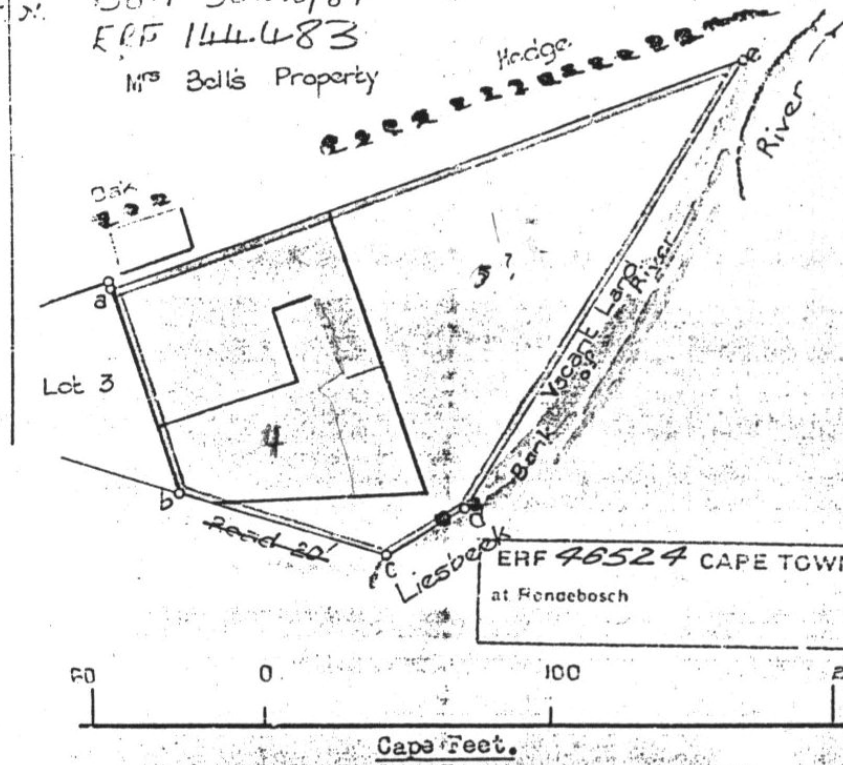 ERF 144483
Mrs Bell's Property
Hedge
River
Oak
a
e
5?
Lot 3
4
Vacant Land
Bank of River
b
d
Road 20'
c
Liesbeek
ERF 46524 CAPE TOWN
at Rondebosch
0 100
Cape Feet.